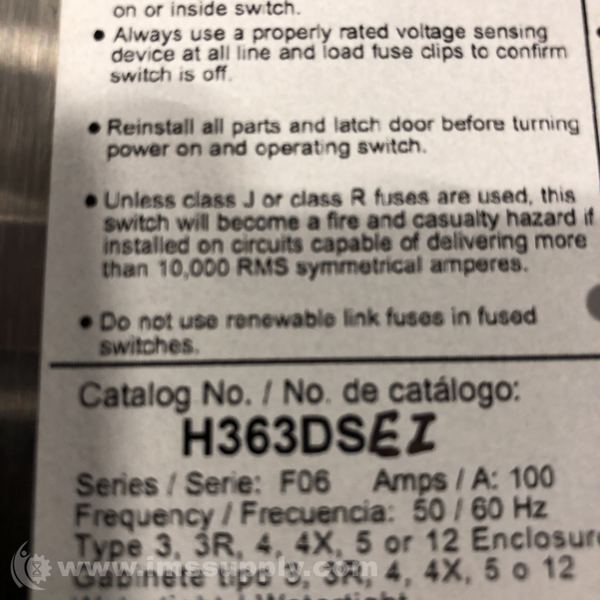 on or inside switch.
• Always use a properly rated voltage sensing
device at all line and load fuse clips to confirm
switch is off.
• Reinstall all parts and latch door before turning
power on and operating switch.
• Unless class J or class R fuses are used, this
switch will become a fire and casualty hazard if
installed on circuits capable of delivering more
than 10,000 RMS symmetrical amperes.
• Do not use renewable link fuses in fused
switches.
Catalog No. / No. de catálogo:
H363DSEI
Series / Serie: F06 Amps / A: 100
Frequency / Frecuencia: 50 / 60 Hz
Type 3, 3R, 4, 4X, 5 or 12 Enclosure
Gabinete tipo 3, 3R, 4, 4X, 5 o 12
www.imssupply.com